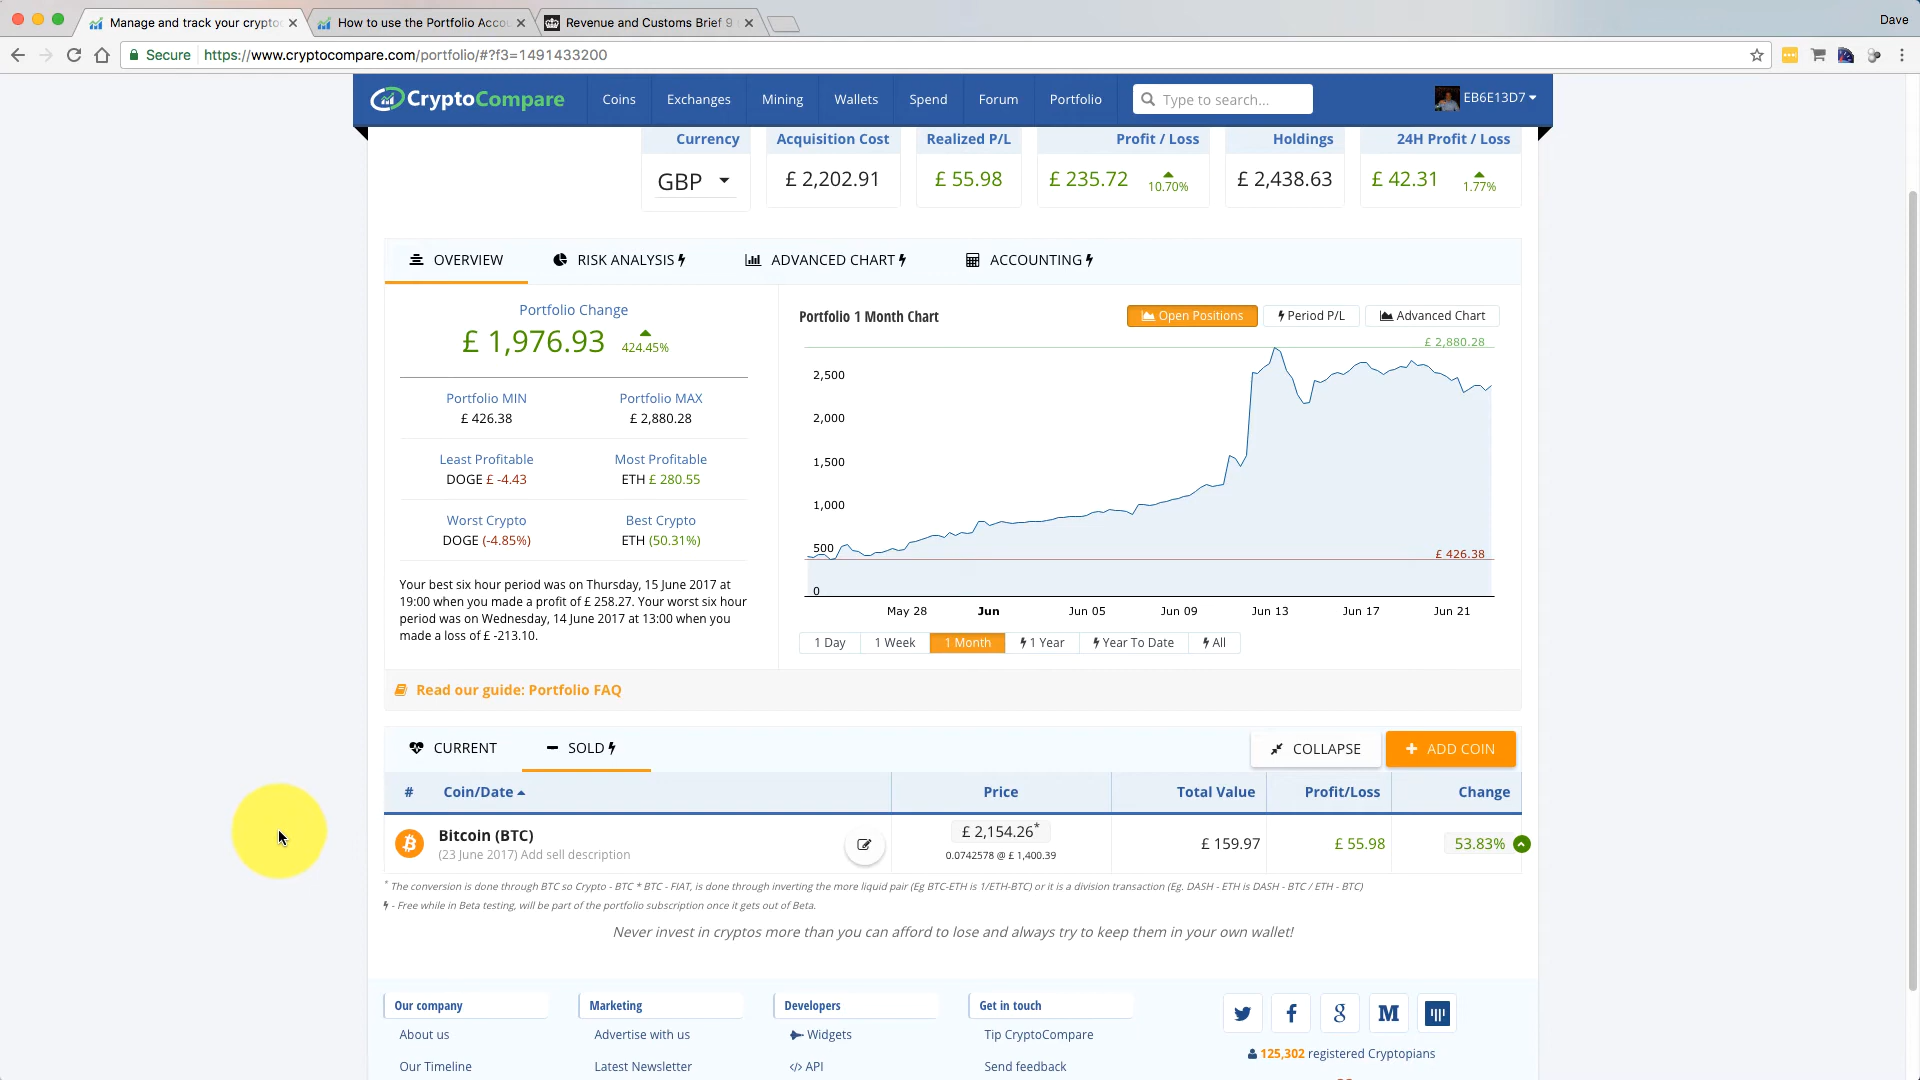 Manage and track your crypto
How to use the Portfolio Acco
Revenue and Customs Brief 9
Dave
Secure https://www.cryptocompare.com/portfolio/#?f3=1491433200
CryptoCompare
Coins Exchanges Mining Wallets Spend Forum Portfolio
Type to search...
EB6E13D7
Currency Acquisition Cost Realized P/L Profit / Loss Holdings 24H Profit / Loss
GBP £ 2,202.91 £ 55.98 £ 235.72 10.70% £ 2,438.63 £ 42.31 1.77%
OVERVIEW RISK ANALYSIS ADVANCED CHART ACCOUNTING
Portfolio Change
£ 1,976.93 424.45%
Portfolio MIN Portfolio MAX
£ 426.38 £ 2,880.28
Least Profitable Most Profitable
DOGE £ -4.43 ETH £ 280.55
Worst Crypto Best Crypto
DOGE (-4.85%) ETH (50.31%)
Your best six hour period was on Thursday, 15 June 2017 at
19:00 when you made a profit of £ 258.27. Your worst six hour
period was on Wednesday, 14 June 2017 at 13:00 when you
made a loss of £ -213.10.
Portfolio 1 Month Chart
Open Positions Period P/L Advanced Chart
£ 2,880.28
2,500
2,000
1,500
1,000
500
£ 426.38
0
May 28 Jun Jun 05 Jun 09 Jun 13 Jun 17 Jun 21
1 Day 1 Week 1 Month 1 Year Year To Date All
Read our guide: Portfolio FAQ
CURRENT SOLD COLLAPSE + ADD COIN
# Coin/Date Price Total Value Profit/Loss Change
Bitcoin (BTC)
(23 June 2017) Add sell description
£ 2,154.26*
0.0742578 @ £ 1,400.39
£ 159.97 £ 55.98 53.83%
* The conversion is done through BTC so Crypto - BTC * BTC - FIAT, is done through inverting the more liquid pair (Eg BTC-ETH is 1/ETH-BTC) or it is a division transaction (Eg. DASH - ETH is DASH - BTC / ETH - BTC)
- Free while in Beta testing, will be part of the portfolio subscription once it gets out of Beta.
Never invest in cryptos more than you can afford to lose and always try to keep them in your own wallet!
Our company Marketing Developers Get in touch
About us Advertise with us Widgets Tip CryptoCompare
Our Timeline Latest Newsletter </> API Send feedback
125,302 registered Cryptopians